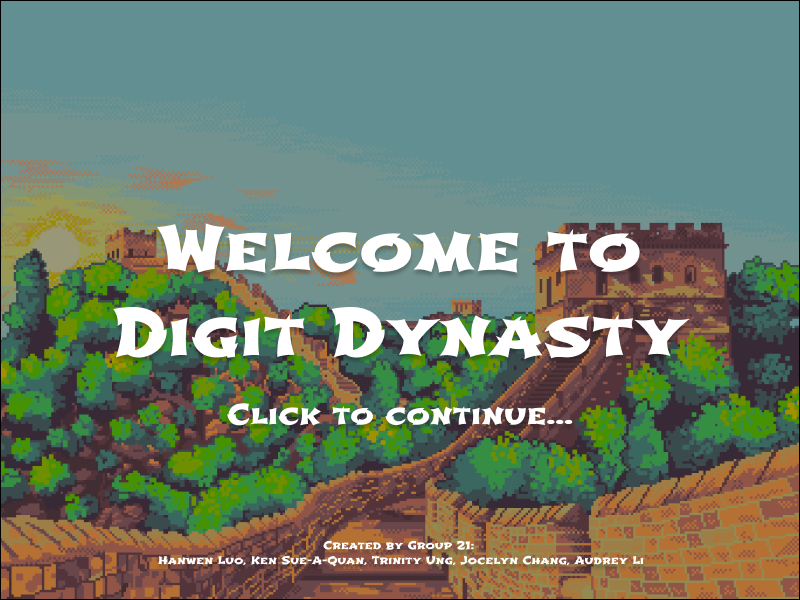 Welcome to
Digit Dynasty
Click to continue...
Created by Group 21:
Hanwen Luo, Ken Sue-A-Quan, Trinity Ung, Jocelyn Chang, Audrey Li